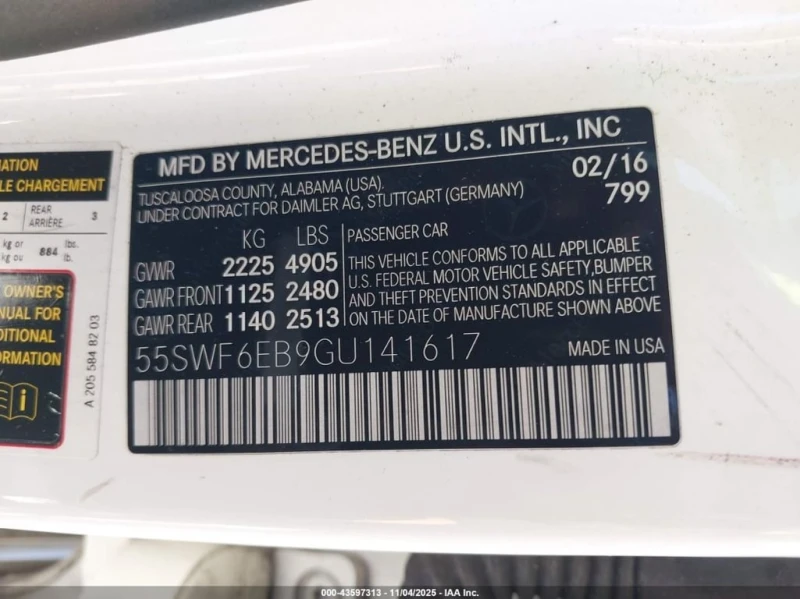 MATION
LE CHARGEMENT
2 REAR ARRIÈRE 3
kg or 884 lbs.
kg ou lb.
OWNER'S
NUAL FOR
DITIONAL
ORMATION
A 205 584 82 03
MFD BY MERCEDES-BENZ U.S. INTL., INC
TUSCALOOSA COUNTY, ALABAMA (USA). 02/16
UNDER CONTRACT FOR DAIMLER AG, STUTTGART (GERMANY) 799
KG LBS PASSENGER CAR
GVWR 2225 4905
GAWR FRONT 1125 2480
GAWR REAR 1140 2513
THIS VEHICLE CONFORMS TO ALL APPLICABLE
U.S. FEDERAL MOTOR VEHICLE SAFETY,BUMPER
AND THEFT PREVENTION STANDARDS IN EFFECT
ON THE DATE OF MANUFACTURE SHOWN ABOVE
55SWF6EB9GU141617 MADE IN USA
000-43597313 - 11/04/2025 - IAA Inc.